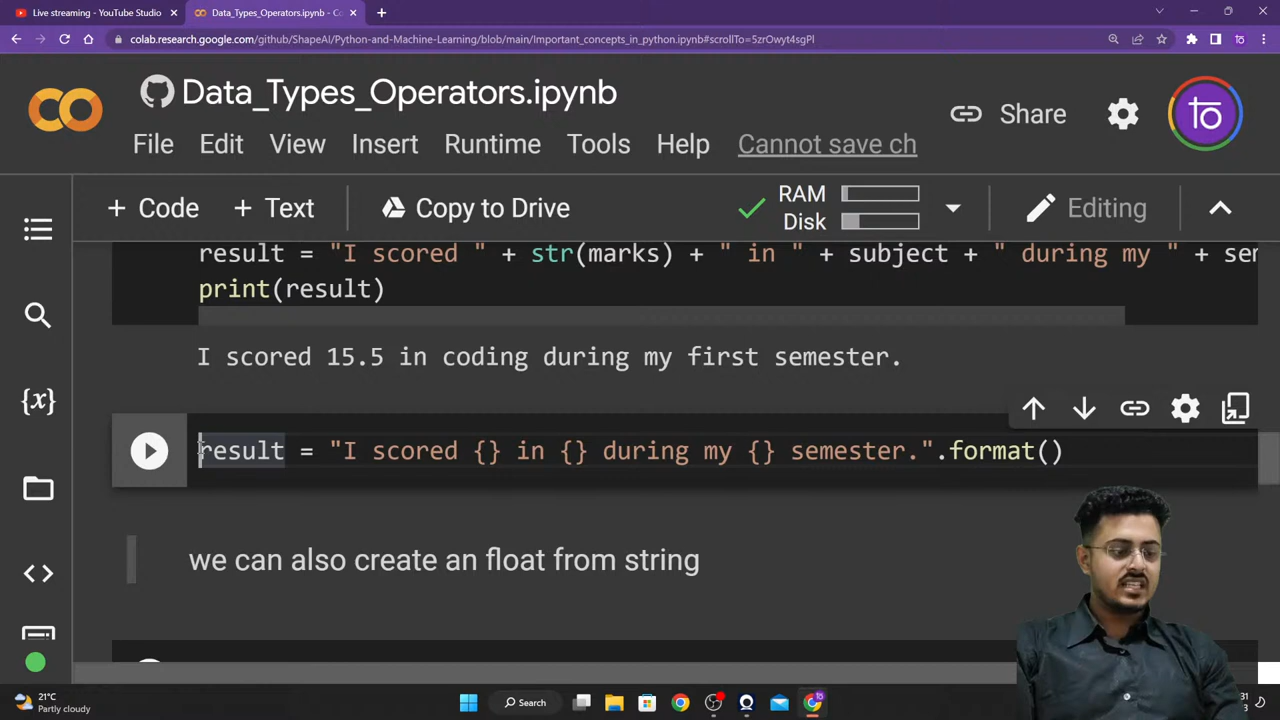 Live streaming - YouTube Studio
Data_Types_Operators.ipynb - Co
colab.research.google.com/github/ShapeAI/Python-and-Machine-Learning/blob/main/Important_concepts_in_python.ipynb#scrollTo=5zrOwyt4sgPl
Data_Types_Operators.ipynb
Share
to
File Edit View Insert Runtime Tools Help Cannot save ch
+ Code + Text Copy to Drive
RAM
Disk
Editing
result = "I scored " + str(marks) + " in " + subject + " during my " + sem
print(result)
I scored 15.5 in coding during my first semester.
{x}
result = "I scored {} in {} during my {} semester.".format()
we can also create an float from string
21°C
Partly cloudy
Search